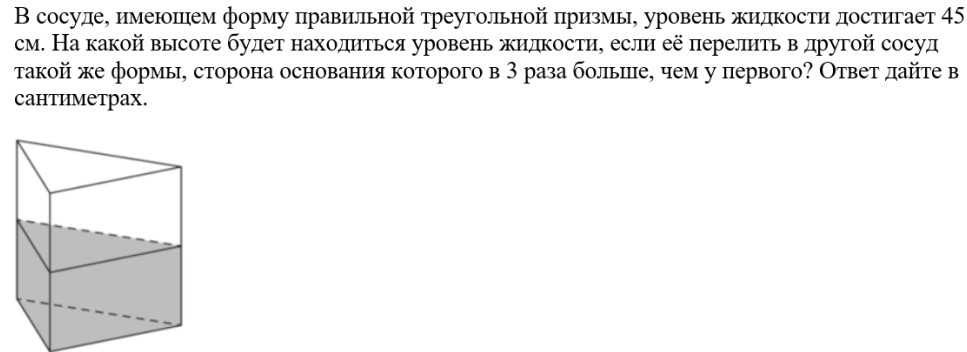 В сосуде, имеющем форму правильной треугольной призмы, уровень жидкости достигает 45
см. На какой высоте будет находиться уровень жидкости, если её перелить в другой сосуд
такой же формы, сторона основания которого в 3 раза больше, чем у первого? Ответ дайте в
сантиметрах.